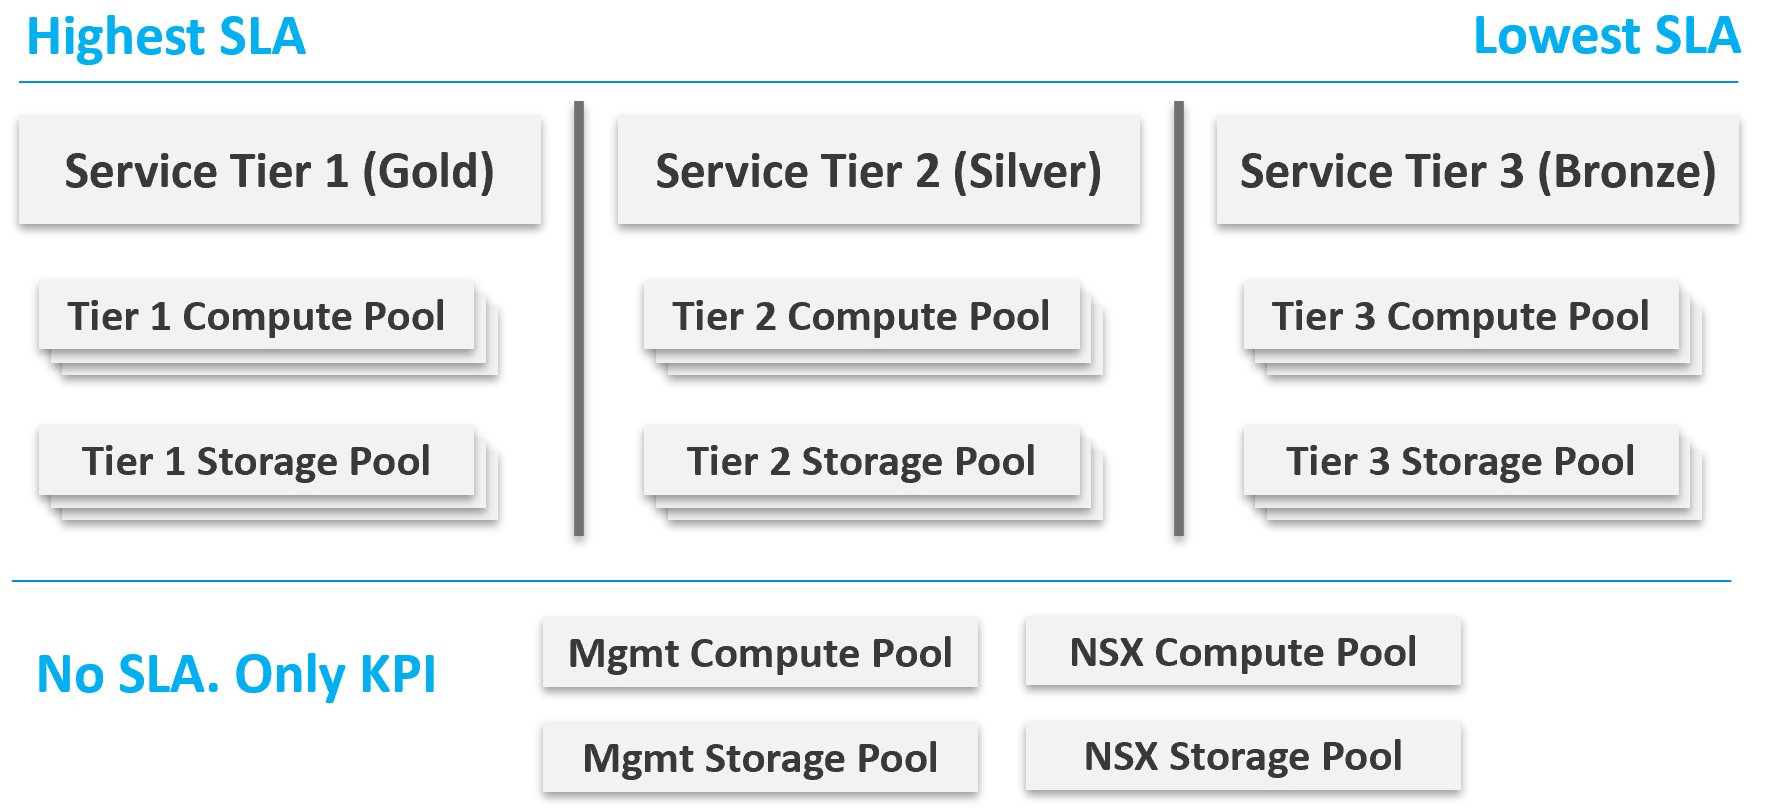 Highest SLA
Lowest SLA
Service Tier 1 (Gold)
Service Tier 2 (Silver)
Service Tier 3 (Bronze)
Tier 1 Compute Pool
Tier 2 Compute Pool
Tier 3 Compute Pool
Tier 1 Storage Pool
Tier 2 Storage Pool
Tier 3 Storage Pool
No SLA. Only KPI
Mgmt Compute Pool
NSX Compute Pool
Mgmt Storage Pool
NSX Storage Pool